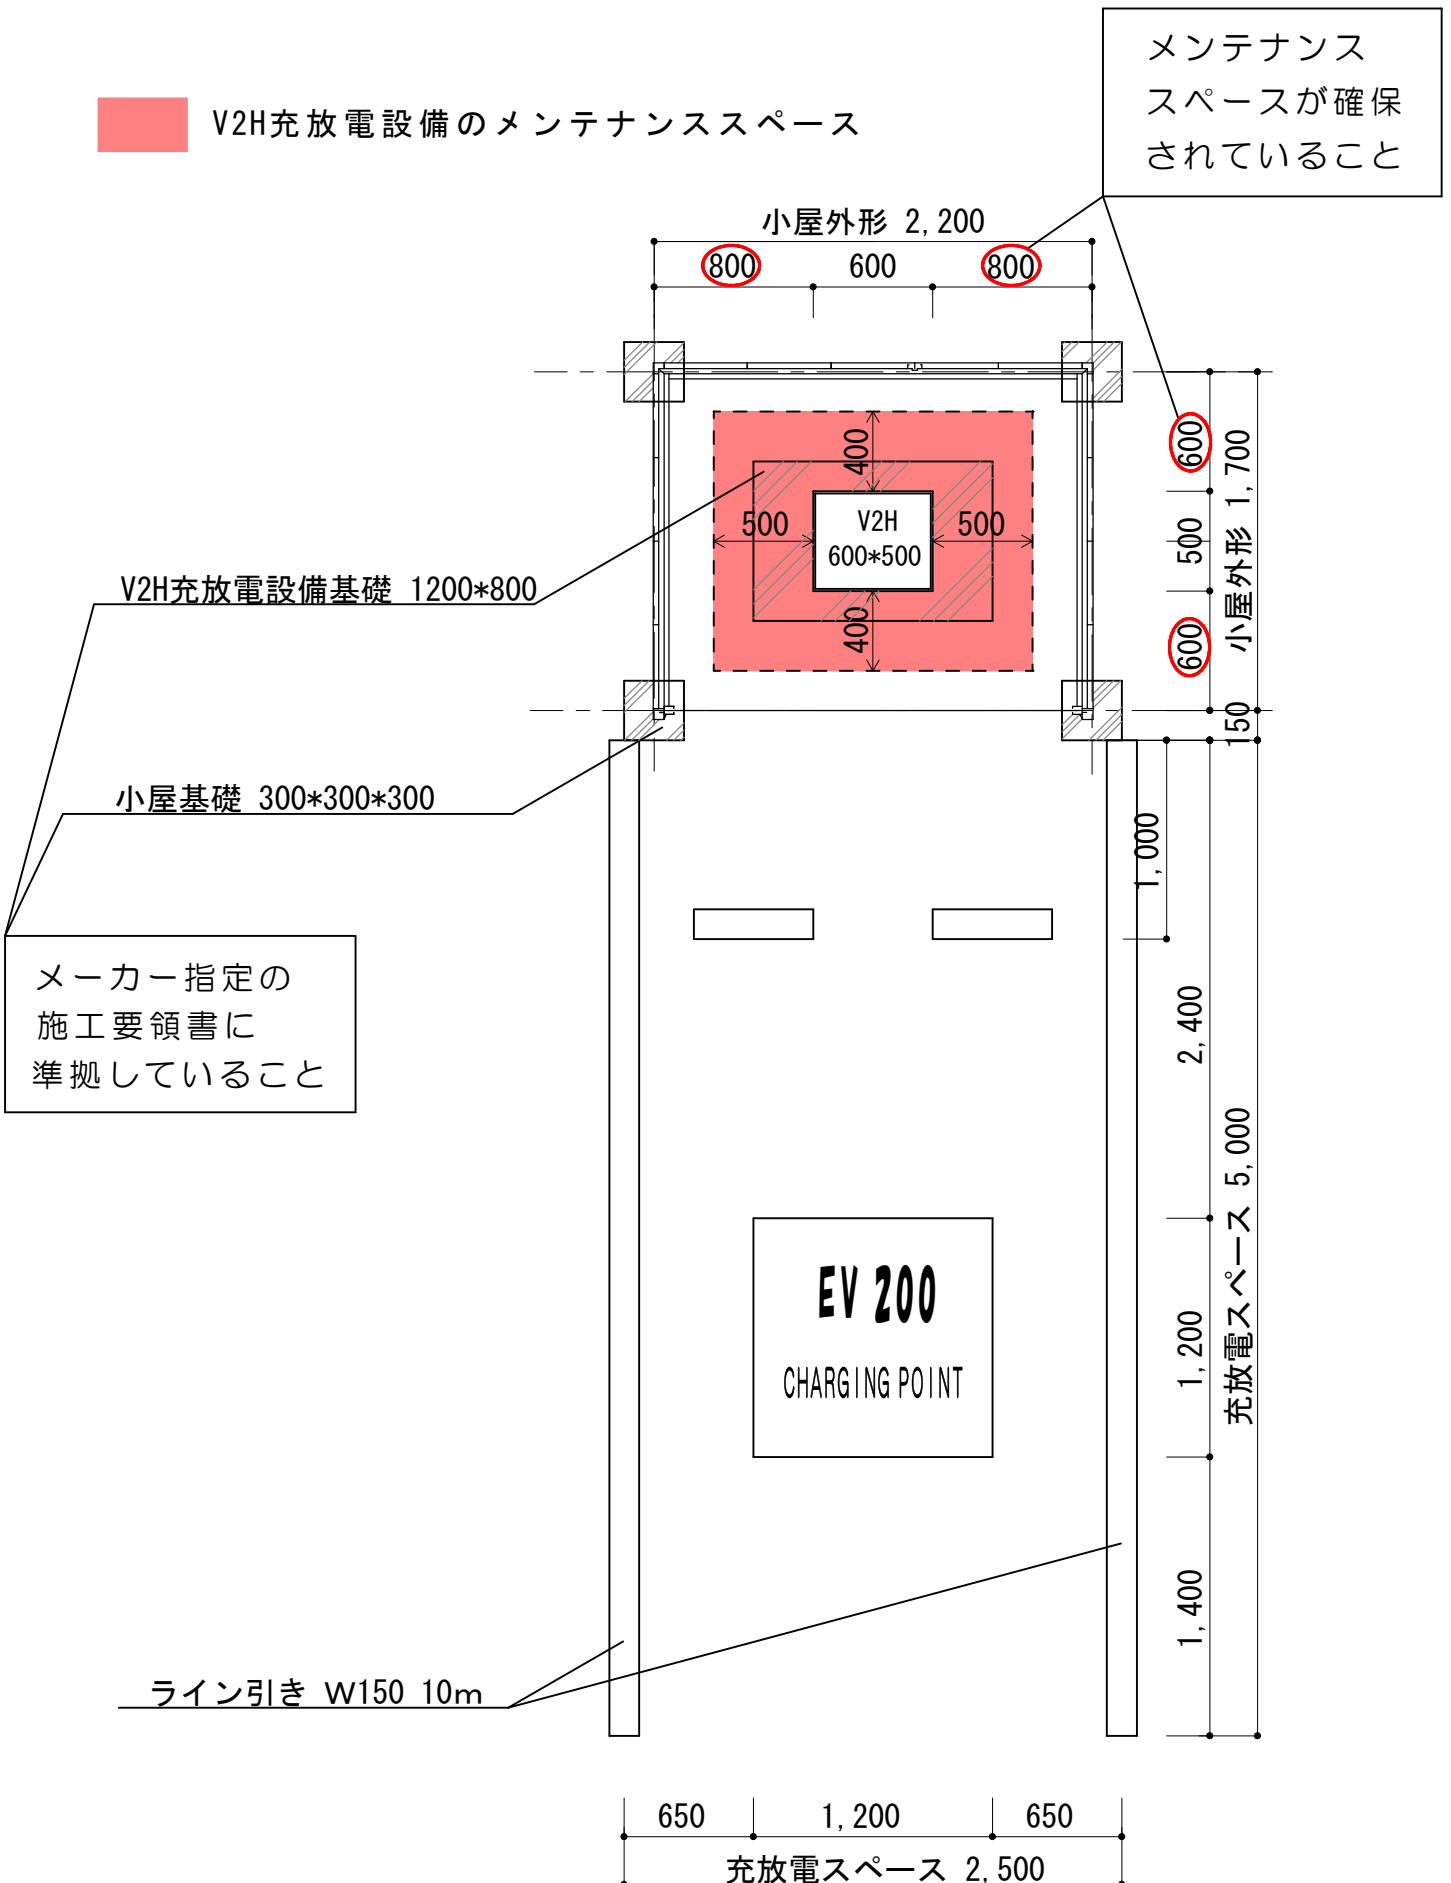 メンテナンス
スペースが確保
されていること
V2H充放電設備のメンテナンススペース
小屋外形 2,200
800
600
800
600
500
600
小屋外形 1,700
150
400
500
V2H
600*500
500
400
V2H充放電設備基礎 1200*800
小屋基礎 300*300*300
メーカー指定の
施工要領書に
準拠していること
1,000
2,400
1,200
1,400
充放電スペース 5,000
EV 200
CHARGING POINT
ライン引き W150 10m
650
1,200
650
充放電スペース 2,500